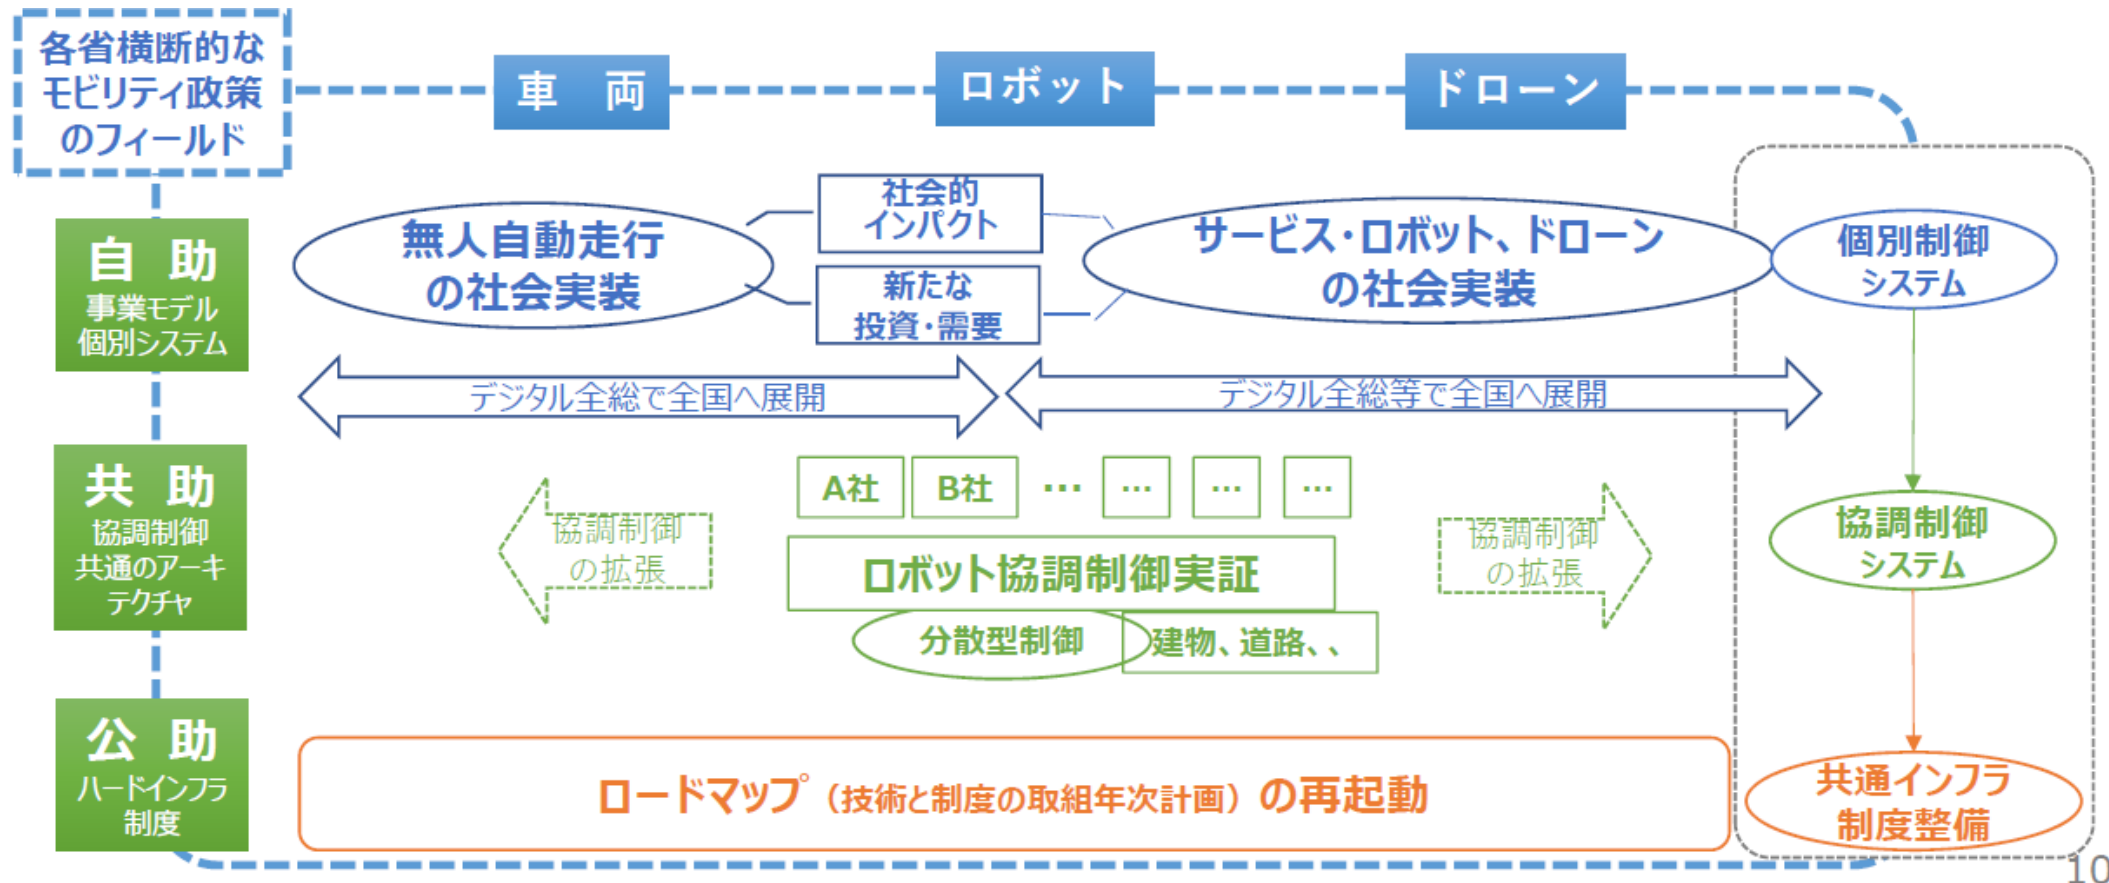 各省横断的な
モビリティ政策
のフィールド
車　両
ロボット
ドローン
自　助
事業モデル
個別システム
無人自動走行
の社会実装
社会的
インパクト
新たな
投資・需要
サービス・ロボット、ドローン
の社会実装
個別制御
システム
デジタル全総で全国へ展開
デジタル全総等で全国へ展開
共　助
協調制御
共通のアーキ
テクチャ
協調制御
の拡張
A社
B社
…
…
…
…
ロボット協調制御実証
分散型制御
建物、道路、、
協調制御
の拡張
協調制御
システム
公　助
ハードインフラ
制度
ロードマップ（技術と制度の取組年次計画）の再起動
共通インフラ
制度整備
10